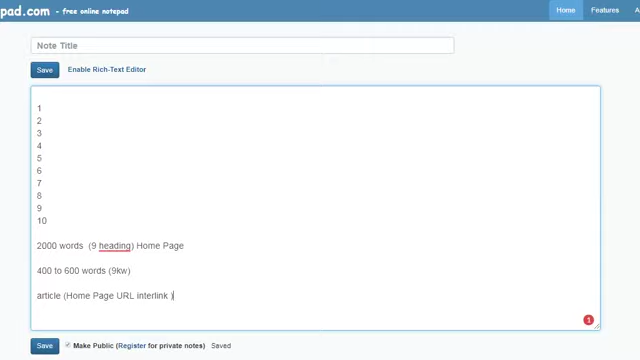 pad.com - free online notepad
Home Features A
Note Title
Save Enable Rich-Text Editor
1
2
3
4
5
6
7
8
9
10
2000 words (9 heading) Home Page
400 to 600 words (9kw)
article (Home Page URL interlink )
1
Save Make Public (Register for private notes) Saved